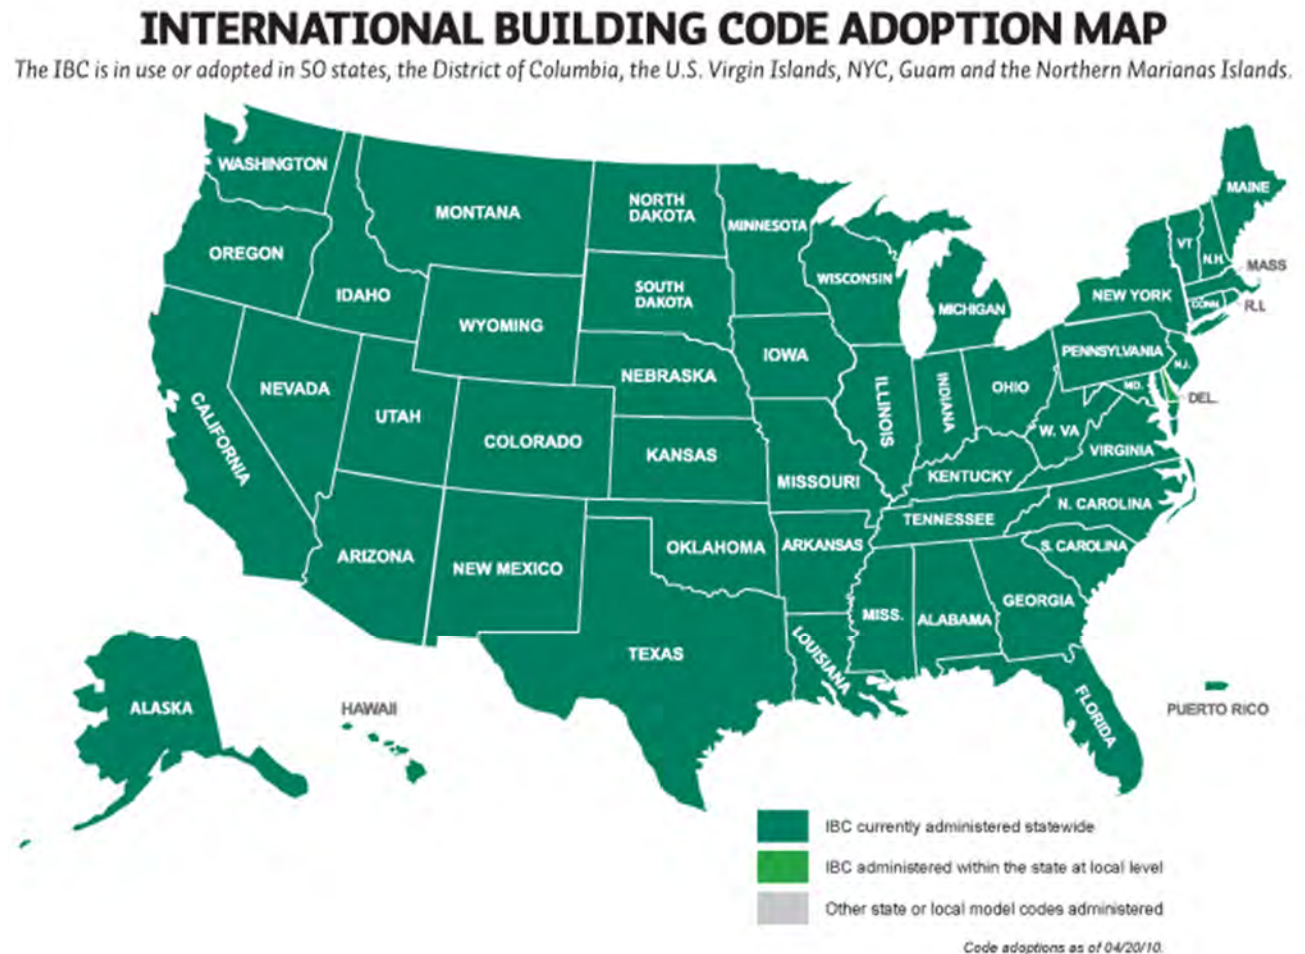 INTERNATIONAL BUILDING CODE ADOPTION MAP
The IBC is in use or adopted in 50 states, the District of Columbia, the U.S. Virgin Islands, NYC, Guam and the Northern Marianas Islands.
WASHINGTON
MONTANA
NORTH
DAKOTA
MINNESOTA
MAINE
OREGON
IDAHO
SOUTH
DAKOTA
WISCONSIN
MICHIGAN
VT
N.H.
MASS
NEW YORK
CONN.
R.I.
WYOMING
IOWA
PENNSYLVANIA
N.J.
NEVADA
UTAH
NEBRASKA
ILLINOIS
INDIANA
OHIO
MD.
DEL.
CALIFORNIA
COLORADO
KANSAS
MISSOURI
KENTUCKY
W. VA
VIRGINIA
ARIZONA
NEW MEXICO
OKLAHOMA
ARKANSAS
TENNESSEE
N. CAROLINA
S. CAROLINA
TEXAS
LOUISIANA
MISS.
ALABAMA
GEORGIA
FLORIDA
ALASKA
HAWAII
PUERTO RICO
IBC currently administered statewide
IBC administered within the state at local level
Other state or local model codes administered
Code adoptions as of 04/20/10.